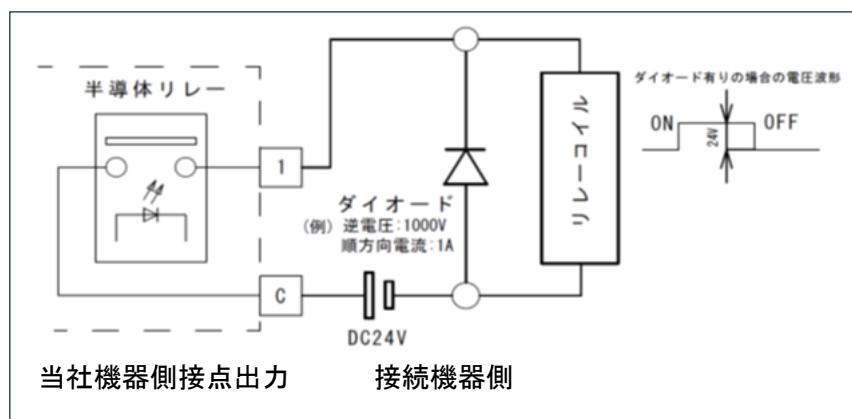 半導体リレー
1
C
ダイオード
(例) 逆電圧:1000V
順方向電流:1A
DC24V
リレーコイル
ダイオード有りの場合の電圧波形
ON
24V
OFF
当社機器側接点出力
接続機器側